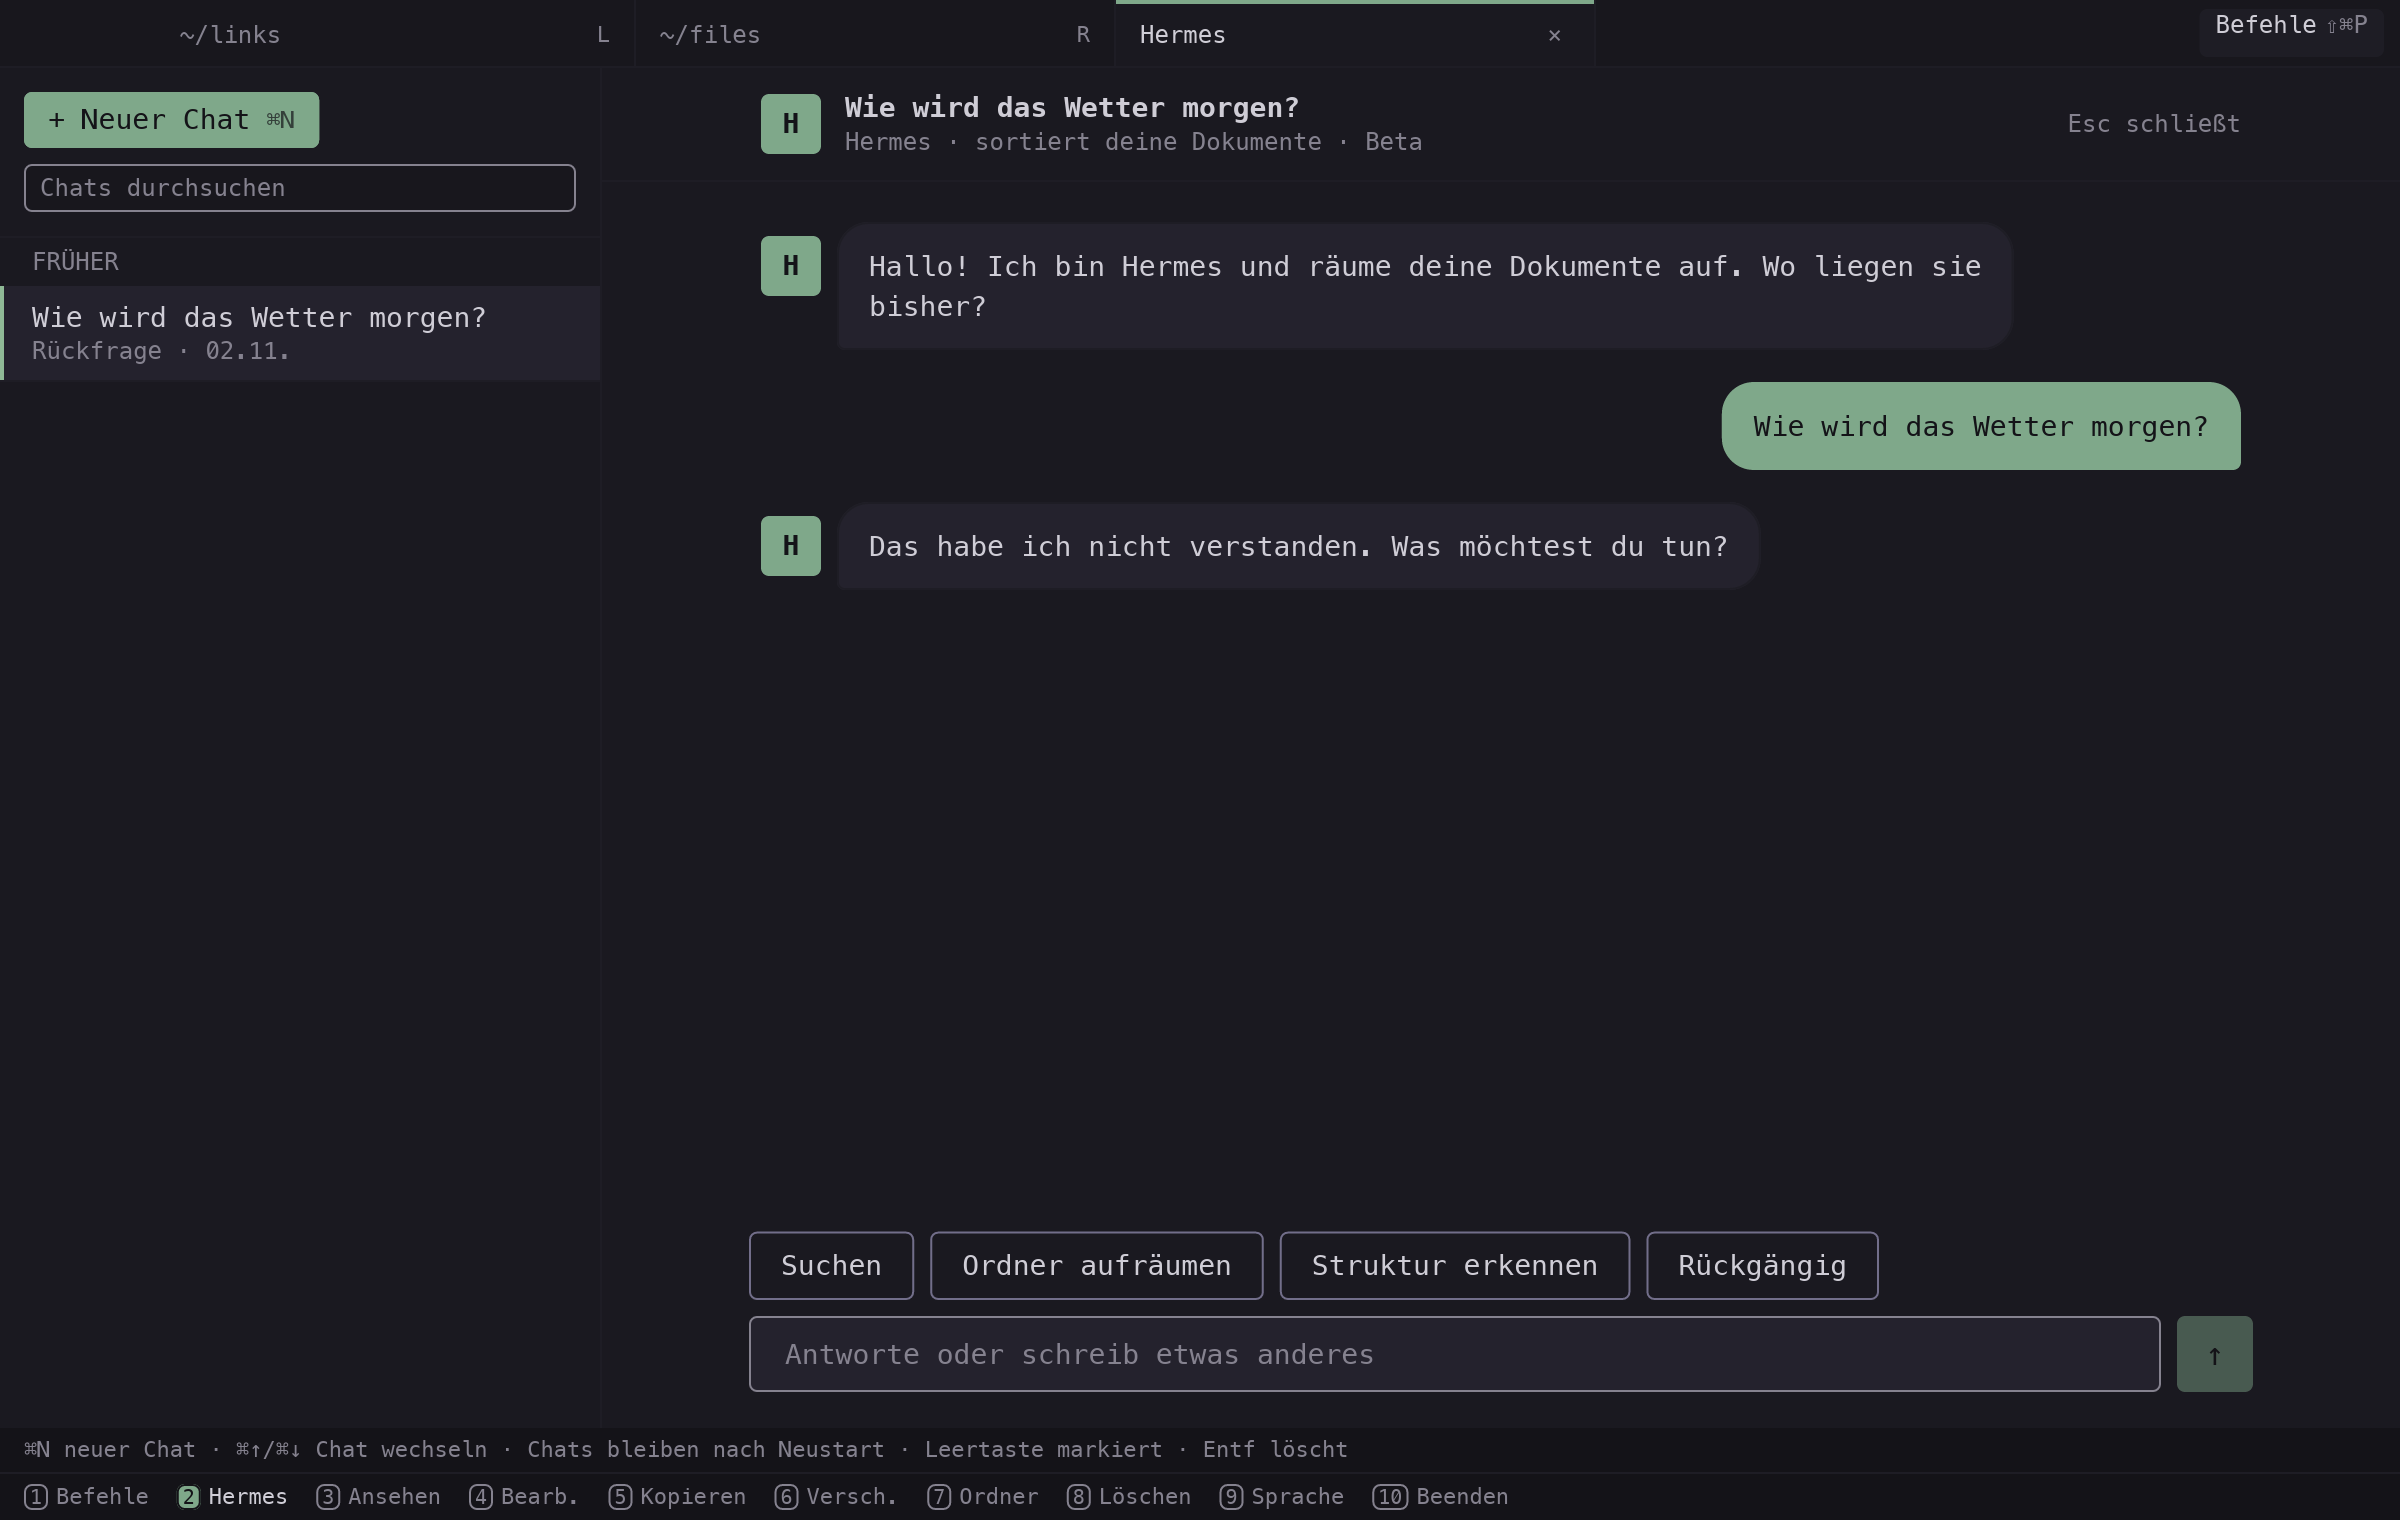 ~/links L ~/files R Hermes × Befehle ⇧⌘P
+ Neuer Chat ⌘N
Chats durchsuchen
FRÜHER
Wie wird das Wetter morgen?
Rückfrage · 02.11.
H
Wie wird das Wetter morgen?
Hermes · sortiert deine Dokumente · Beta
Esc schließt
H
Hallo! Ich bin Hermes und räume deine Dokumente auf. Wo liegen sie
bisher?
Wie wird das Wetter morgen?
H
Das habe ich nicht verstanden. Was möchtest du tun?
Suchen Ordner aufräumen Struktur erkennen Rückgängig
Antworte oder schreib etwas anderes ↑
⌘N neuer Chat · ⌘↑/⌘↓ Chat wechseln · Chats bleiben nach Neustart · Leertaste markiert · Entf löscht
1 Befehle 2 Hermes 3 Ansehen 4 Bearb. 5 Kopieren 6 Versch. 7 Ordner 8 Löschen 9 Sprache 10 Beenden